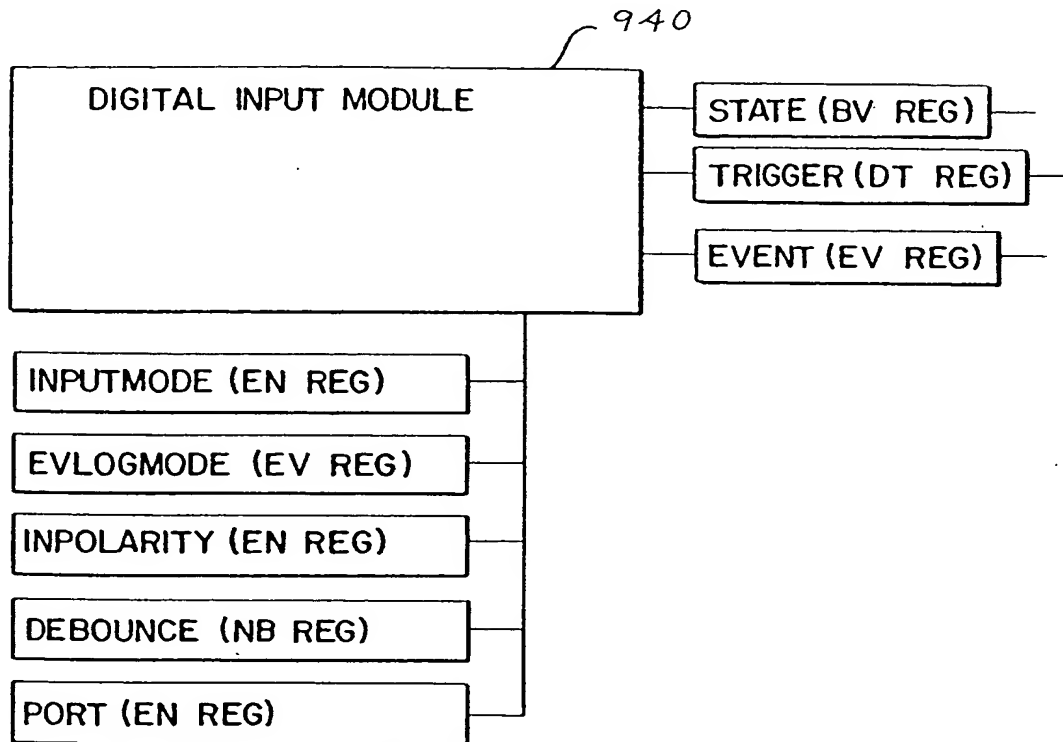 940
DIGITAL INPUT MODULE
STATE (BV REG)
TRIGGER (DT REG)
EVENT (EV REG)
INPUTMODE (EN REG)
EVLOGMODE (EV REG)
INPOLARITY (EN REG)
DEBOUNCE (NB REG)
PORT (EN REG)